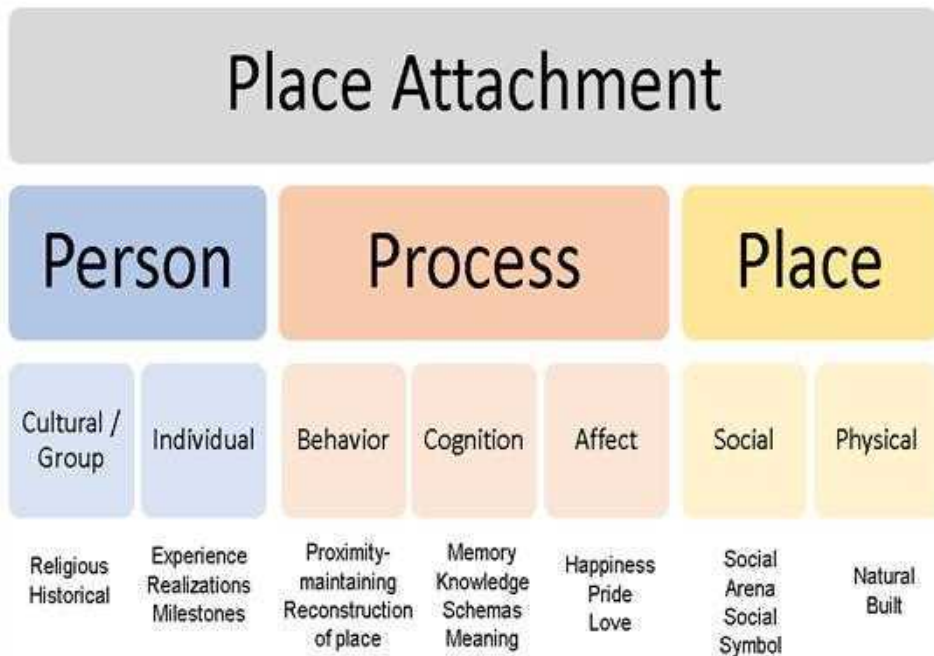 Place Attachment
Person
Process
Place
Cultural /
Group
Individual
Behavior
Cognition
Affect
Social
Physical
Religious
Historical
Experience
Realizations
Milestones
Proximity-
maintaining
Reconstruction
of place
Memory
Knowledge
Schemas
Meaning
Happiness
Pride
Love
Social
Arena
Social
Symbol
Natural
Built